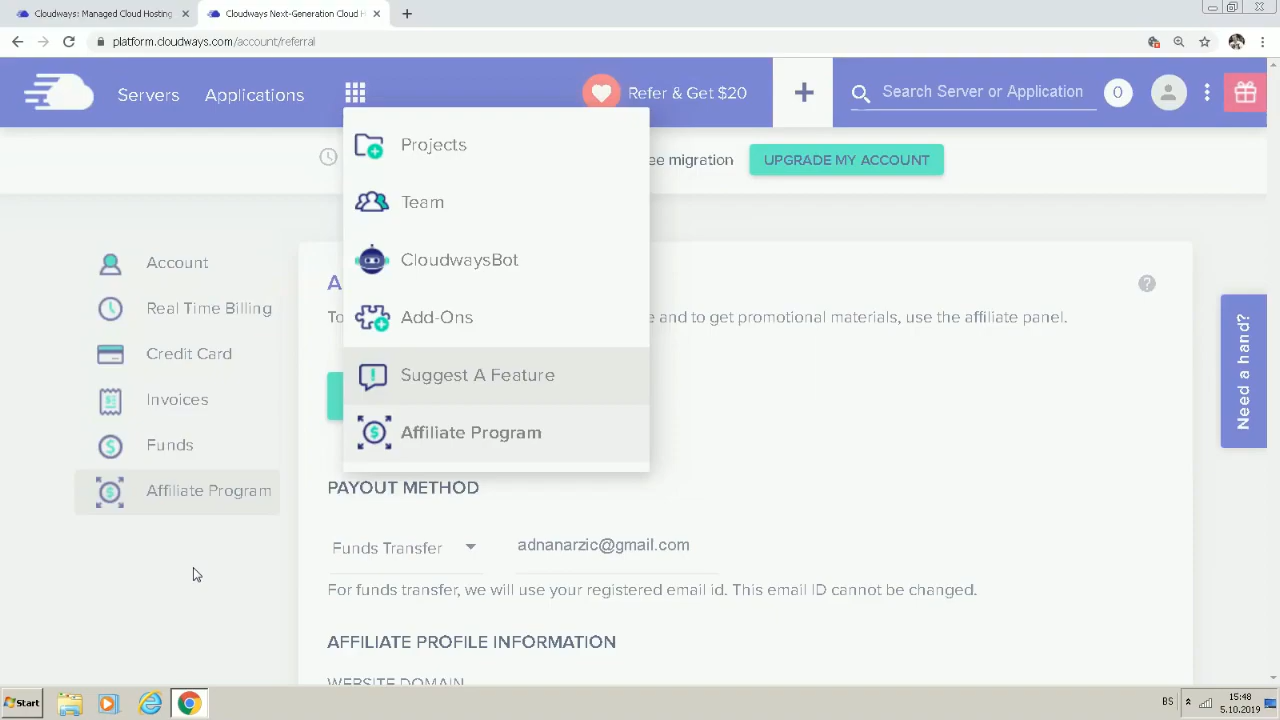 Cloudways: Managed Cloud Hosting
Cloudways Next-Generation Cloud H
platform.cloudways.com/account/referral
Servers
Applications
Refer & Get $20
+
Search Server or Application
0
Projects
ee migration
UPGRADE MY ACCOUNT
Team
CloudwaysBot
Add-Ons
Suggest A Feature
Affiliate Program
Account
Real Time Billing
Credit Card
Invoices
Funds
Affiliate Program
A
?
To
e and to get promotional materials, use the affiliate panel.
Need a hand?
PAYOUT METHOD
Funds Transfer
adnanarzic@gmail.com
For funds transfer, we will use your registered email id. This email ID cannot be changed.
AFFILIATE PROFILE INFORMATION
WEBSITE DOMAIN
Start
BS
15:48
5.10.2019